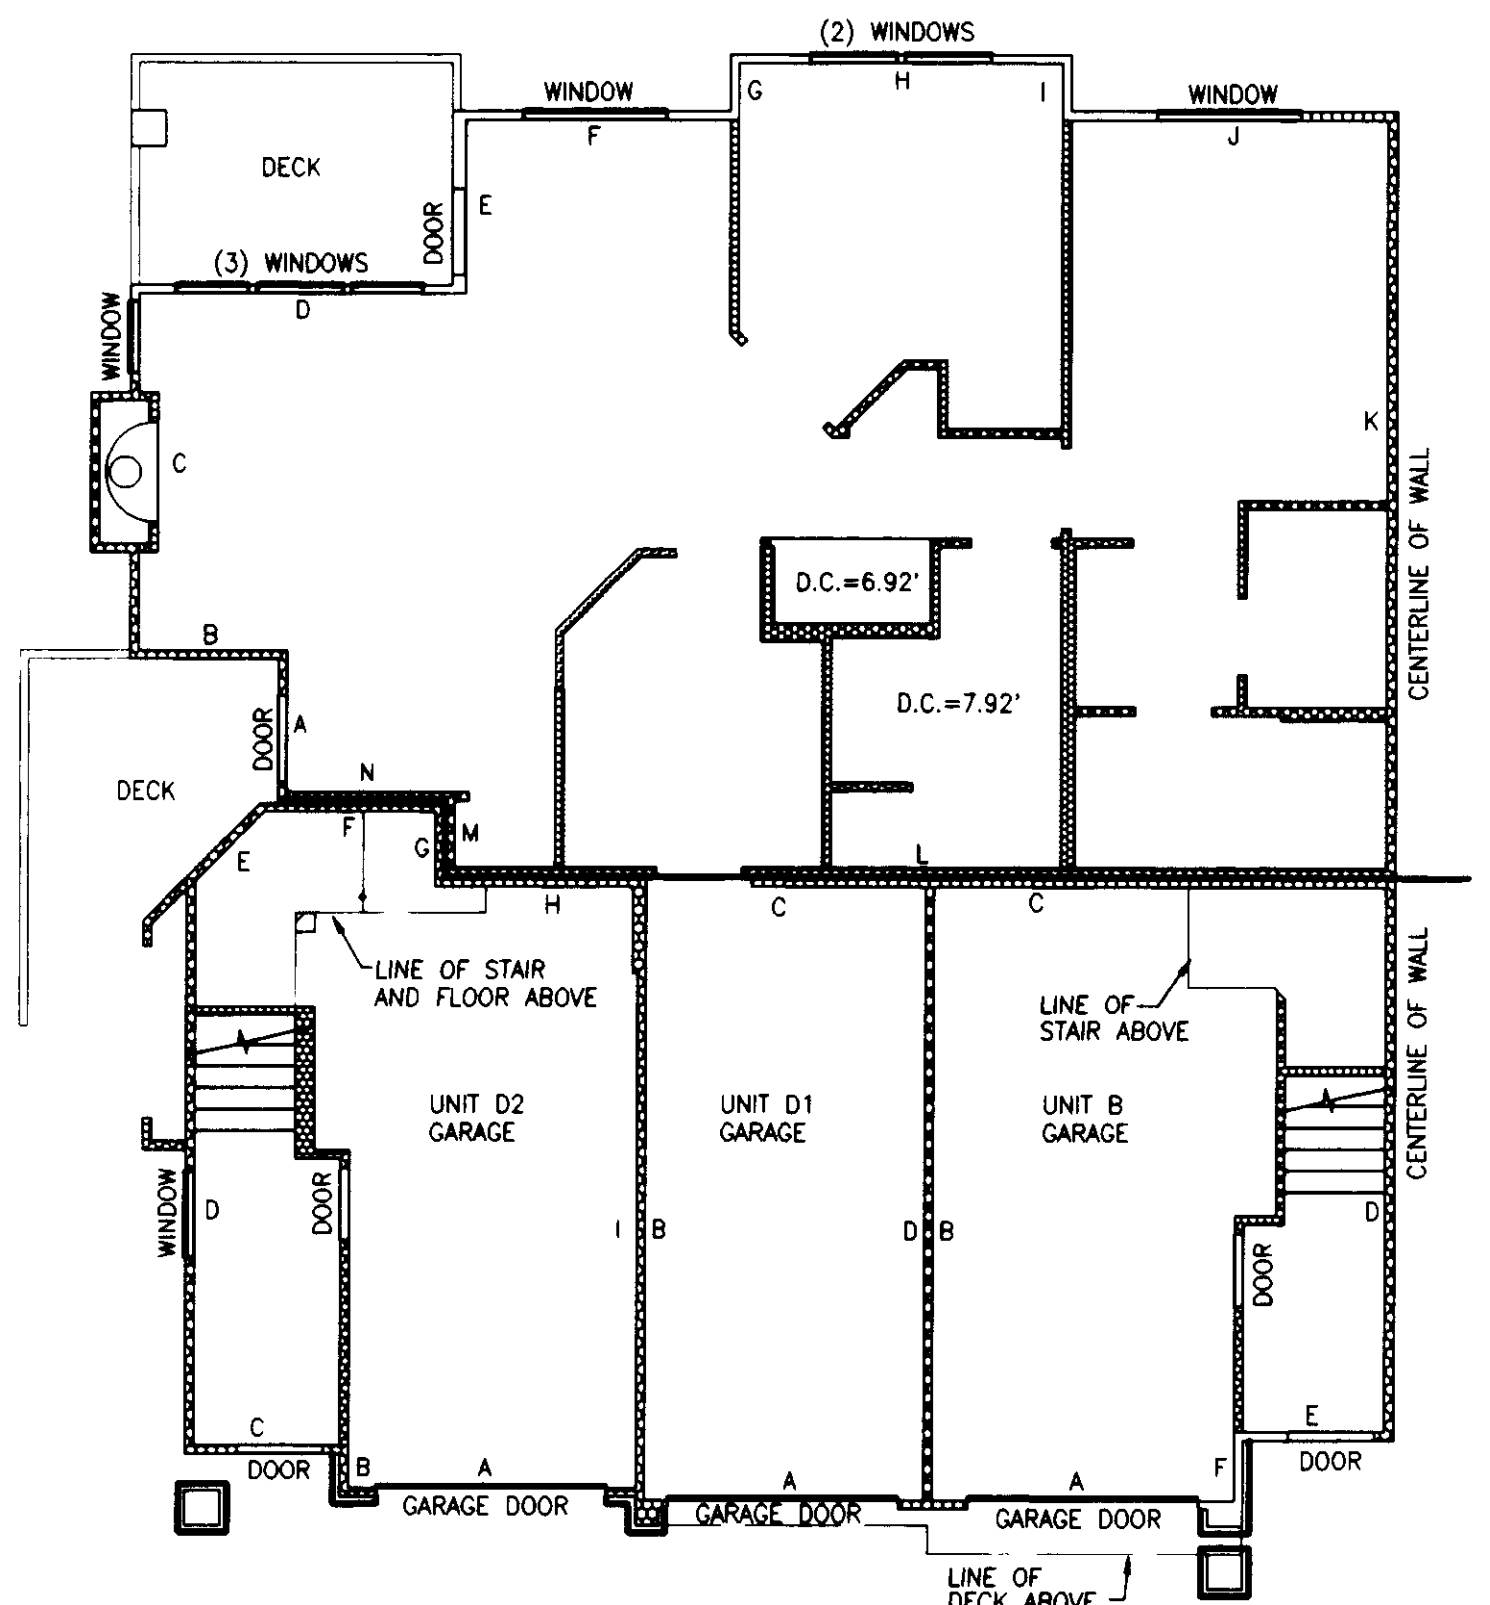 (2) WINDOWS
WINDOW
G
H
I
WINDOW
F
J
DECK
DOOR
E
(3) WINDOWS
D
WINDOW
C
K
CENTERLINE OF WALL
D.C.=6.92'
B
D.C.=7.92'
DOOR
A
DECK
N
F
M
G
E
L
H
C
C
LINE OF STAIR
AND FLOOR ABOVE
LINE OF
STAIR ABOVE
CENTERLINE OF WALL
UNIT D2
GARAGE
UNIT D1
GARAGE
UNIT B
GARAGE
WINDOW
D
DOOR
I
B
D
B
D
DOOR
C
DOOR
B
A
GARAGE DOOR
A
GARAGE DOOR
A
GARAGE DOOR
F
E
DOOR
LINE OF
DECK ABOVE